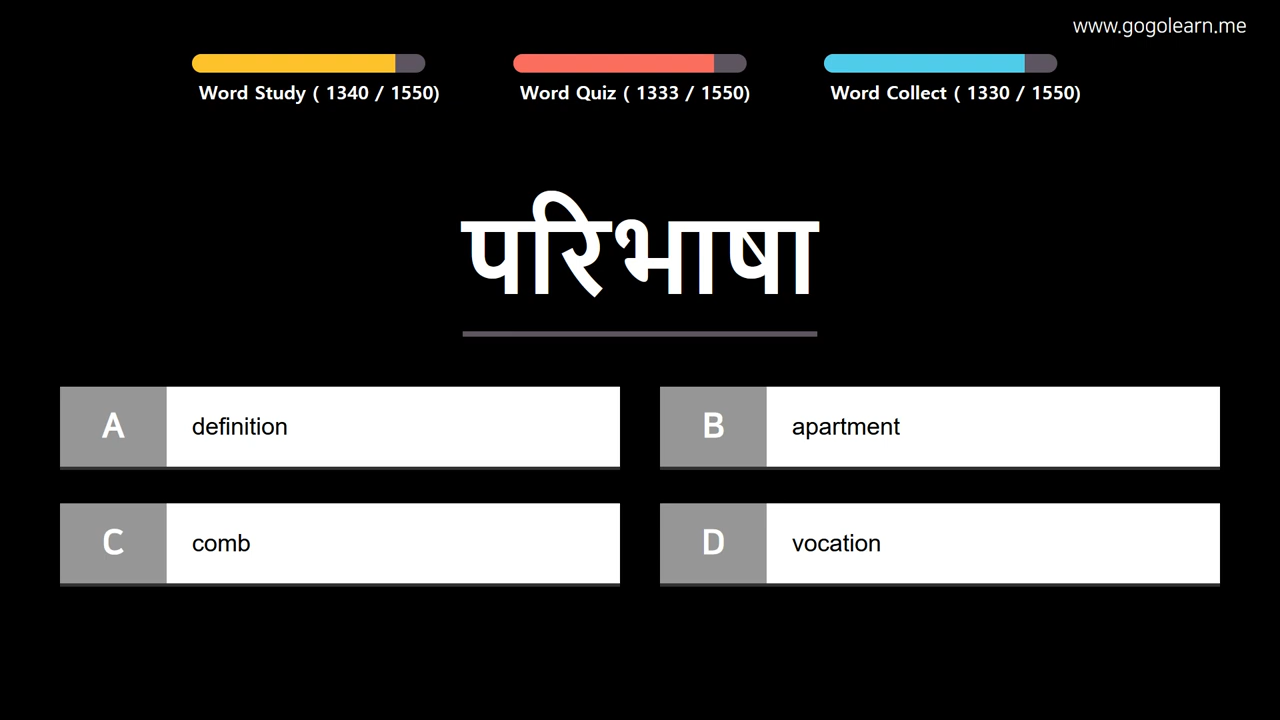 www.gogolearn.me
Word Study ( 1340 / 1550)
Word Quiz ( 1333 / 1550)
Word Collect ( 1330 / 1550)
परिभाषा
A definition
B apartment
C comb
D vocation